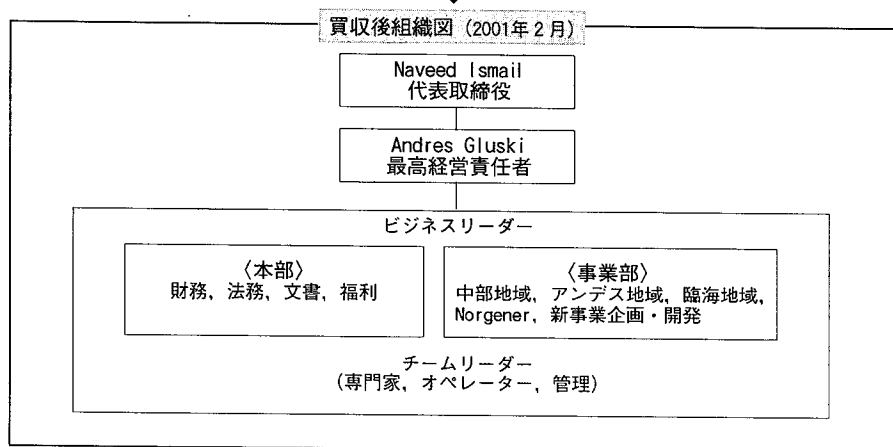 買収後組織図 (2001年2月)
Naveed Ismail
代表取締役
Andres Gluski
最高経営責任者
ビジネスリーダー
〈本部〉
財務, 法務, 文書, 福利
〈事業部〉
中部地域, アンデス地域, 臨海地域,
Norgener, 新事業企画・開発
チームリーダー
(専門家, オペレーター, 管理)